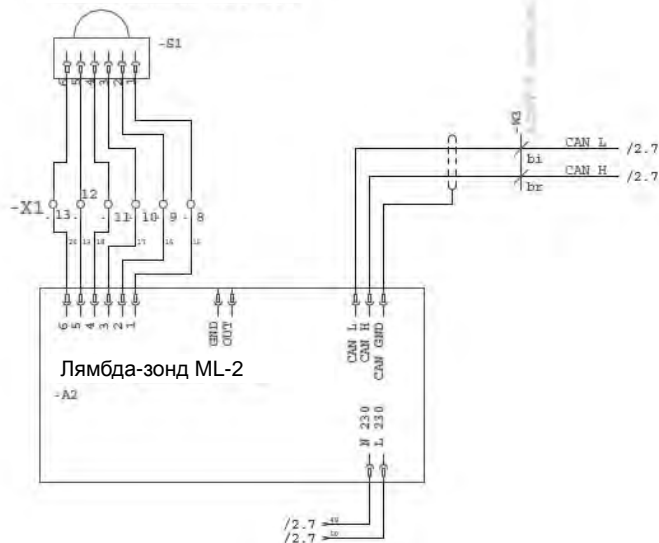 -S1
6 5 4 3 2 1
-W3
CAN L /2.7
bi
CAN H /2.7
br
12
-X1 13 11 10 9 8
6 5 4 3 2 1
GND
OUT
CAN L
CAN H
CAN GND
Лямбда-зонд ML-2
-A2
N 230
L 230
/2.7
/2.7